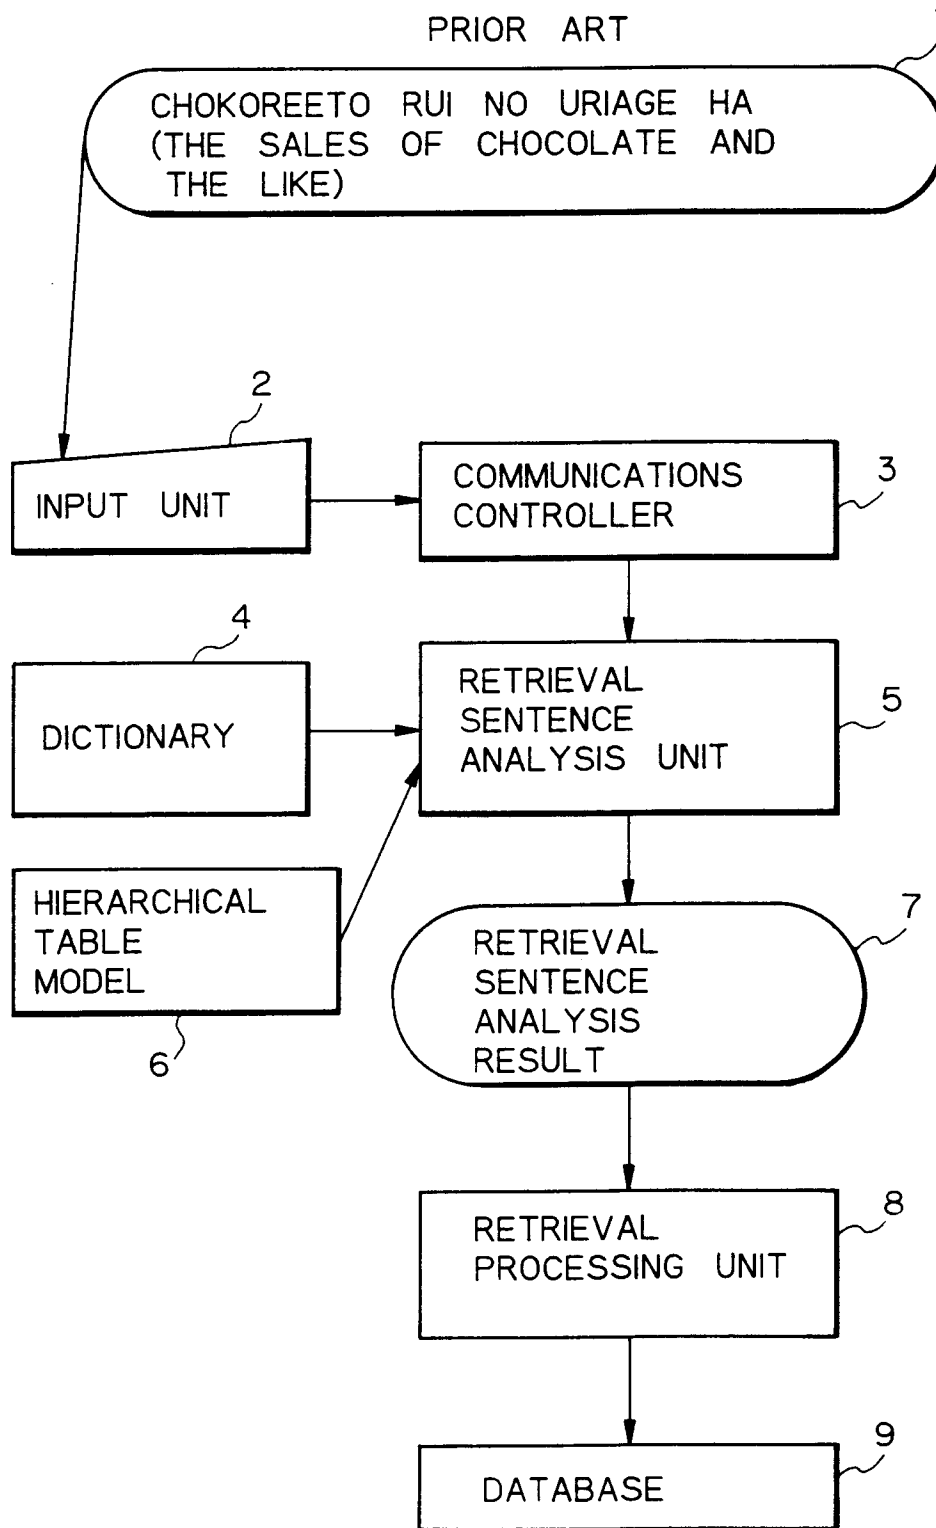 PRIOR ART
CHOKOREETO RUI NO URIAGE HA
(THE SALES OF CHOCOLATE AND
THE LIKE)
2
INPUT UNIT
COMMUNICATIONS
CONTROLLER
3
4
DICTIONARY
RETRIEVAL
SENTENCE
ANALYSIS UNIT
5
HIERARCHICAL
TABLE
MODEL
6
RETRIEVAL
SENTENCE
ANALYSIS
RESULT
7
RETRIEVAL
PROCESSING UNIT
8
DATABASE
9